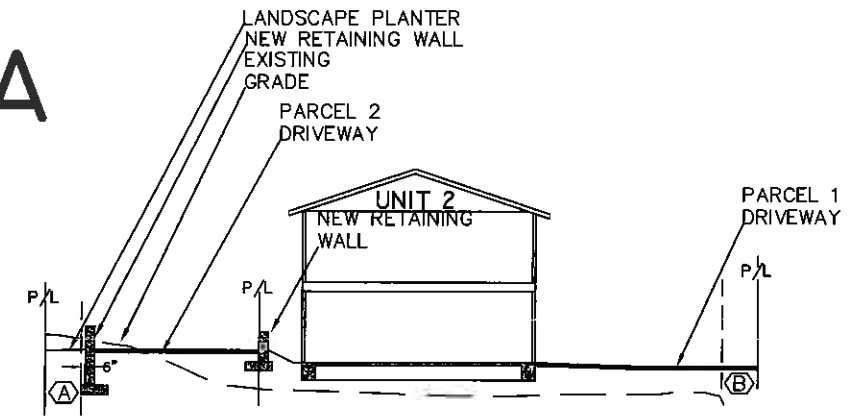 A
LANDSCAPE PLANTER
NEW RETAINING WALL
EXISTING
GRADE
PARCEL 2
DRIVEWAY
UNIT 2
NEW RETAINING
WALL
PARCEL 1
DRIVEWAY
P/L
P/L
P/L
6"
A
B